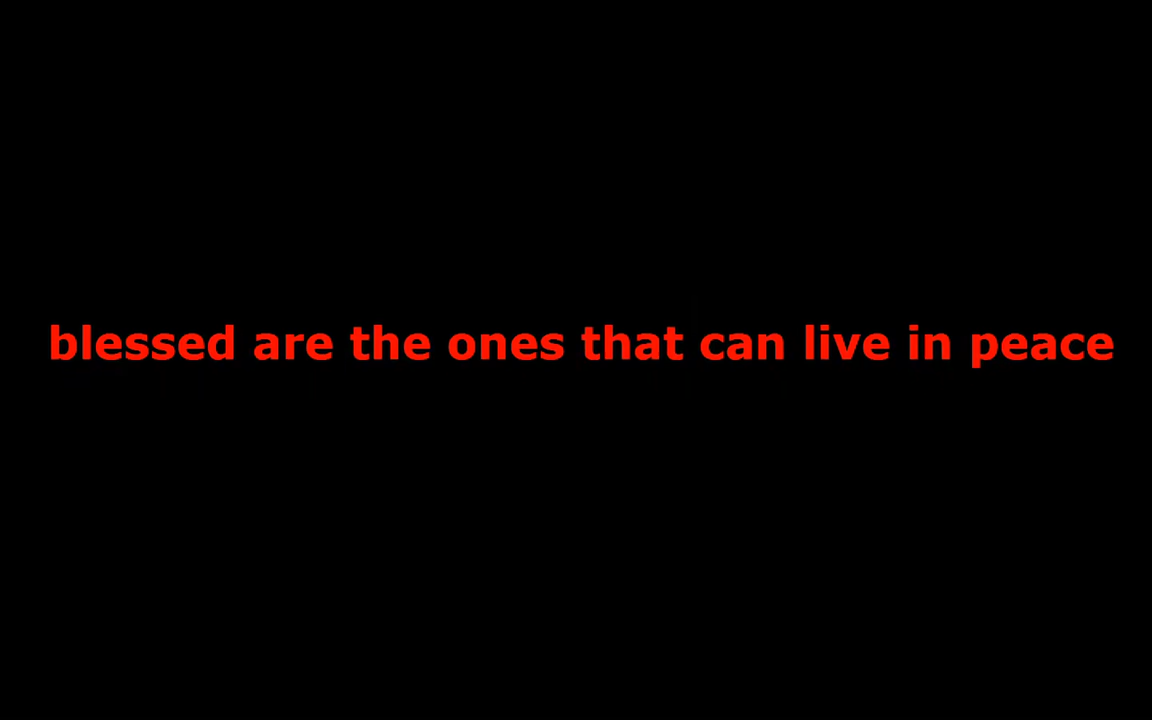 blessed are the ones that can live in peace